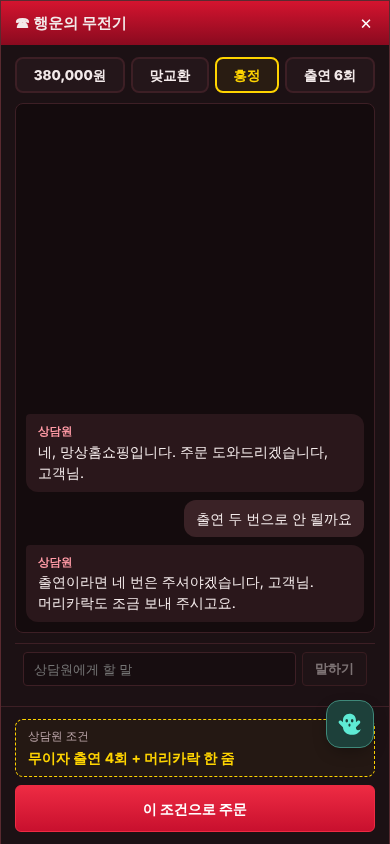 ☎ 행운의 무전기 ×
380,000원 맞교환 흥정 출연 6회
상담원
네, 망상홈쇼핑입니다. 주문 도와드리겠습니다,
고객님.
출연 두 번으로 안 될까요
상담원
출연이라면 네 번은 주셔야겠습니다, 고객님.
머리카락도 조금 보내 주시고요.
상담원에게 할 말 말하기
상담원 조건
무이자 출연 4회 + 머리카락 한 줌
이 조건으로 주문